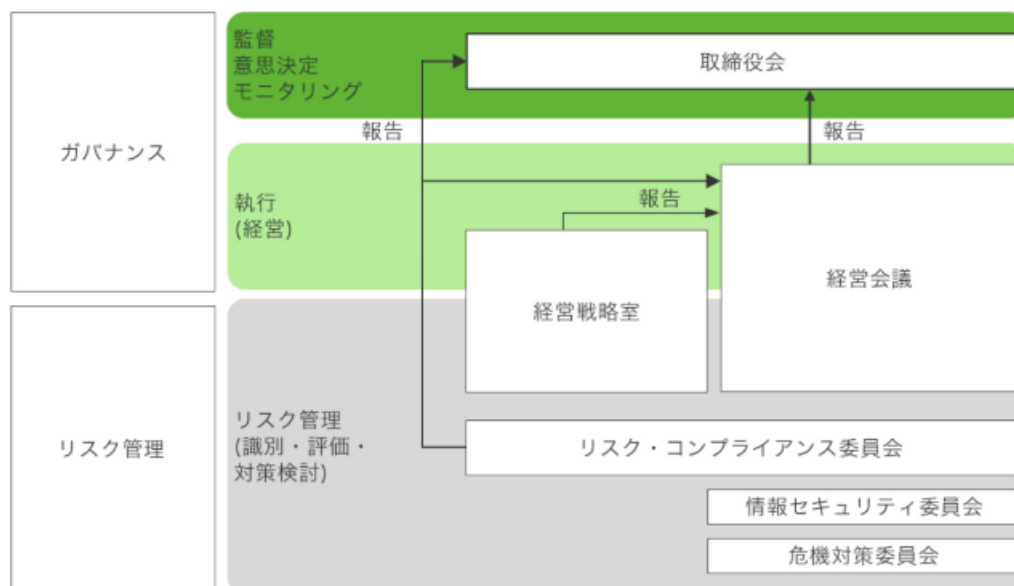 監督
意思決定
モニタリング
取締役会
報告
報告
ガバナンス
執行
(経営)
報告
経営戦略室
経営会議
リスク管理
リスク管理
(識別・評価・
対策検討)
リスク・コンプライアンス委員会
情報セキュリティ委員会
危機対策委員会